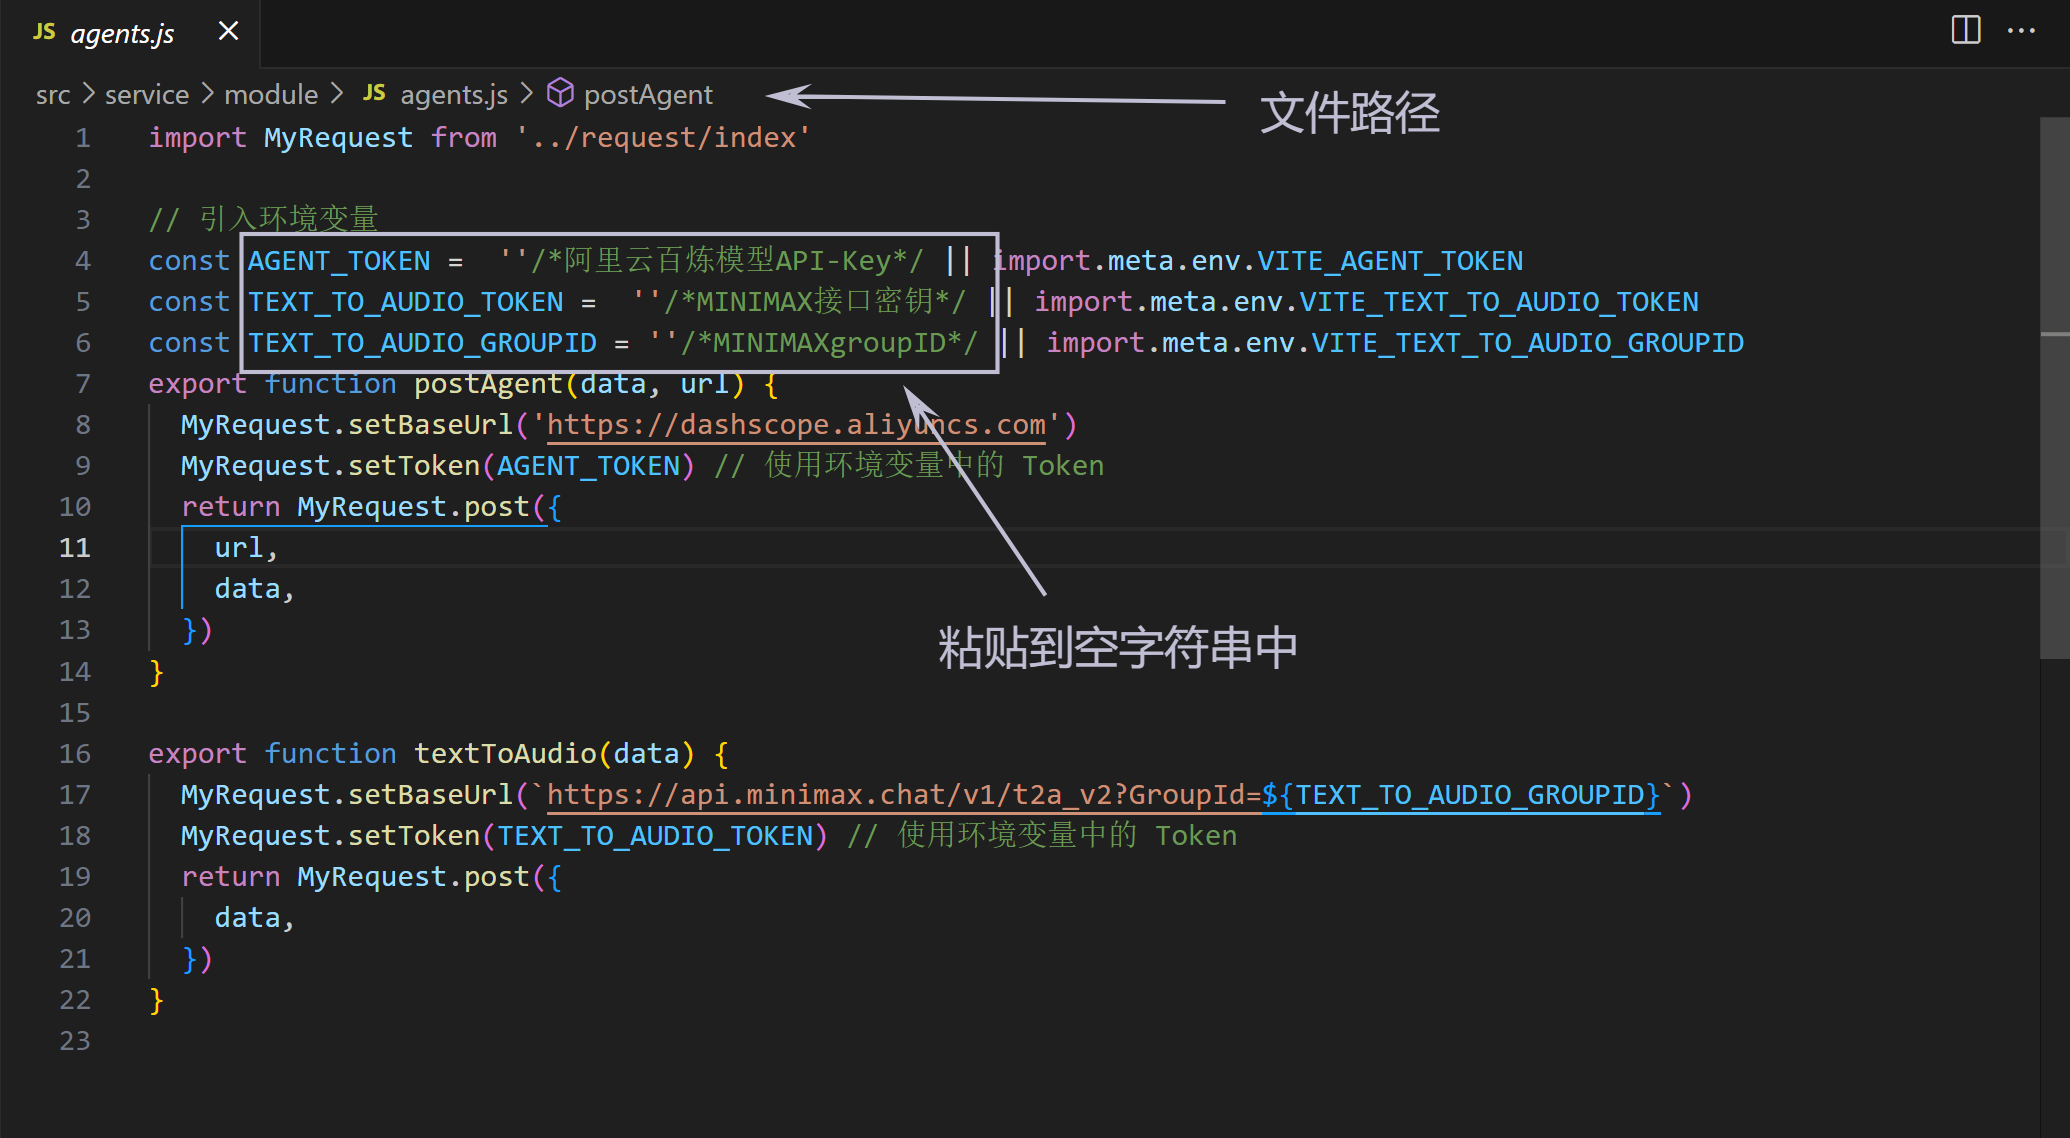 JS agents.js
src > service > module > JS agents.js > postAgent
文件路径
1 import MyRequest from '../request/index'
2
3 // 引入环境变量
4 const AGENT_TOKEN =  ''/*阿里云百炼模型API-Key*/ || import.meta.env.VITE_AGENT_TOKEN
5 const TEXT_TO_AUDIO_TOKEN =  ''/*MINIMAX接口密钥*/ || import.meta.env.VITE_TEXT_TO_AUDIO_TOKEN
6 const TEXT_TO_AUDIO_GROUPID = ''/*MINIMAXgroupID*/ || import.meta.env.VITE_TEXT_TO_AUDIO_GROUPID
7 export function postAgent(data, url) {
8   MyRequest.setBaseUrl('https://dashscope.aliyuncs.com')
9   MyRequest.setToken(AGENT_TOKEN) // 使用环境变量中的 Token
10   return MyRequest.post({
11     url,
12     data,
13   })
粘贴到空字符串中
14 }
15
16 export function textToAudio(data) {
17   MyRequest.setBaseUrl(`https://api.minimax.chat/v1/t2a_v2?GroupId=${TEXT_TO_AUDIO_GROUPID}`)
18   MyRequest.setToken(TEXT_TO_AUDIO_TOKEN) // 使用环境变量中的 Token
19   return MyRequest.post({
20     data,
21   })
22 }
23